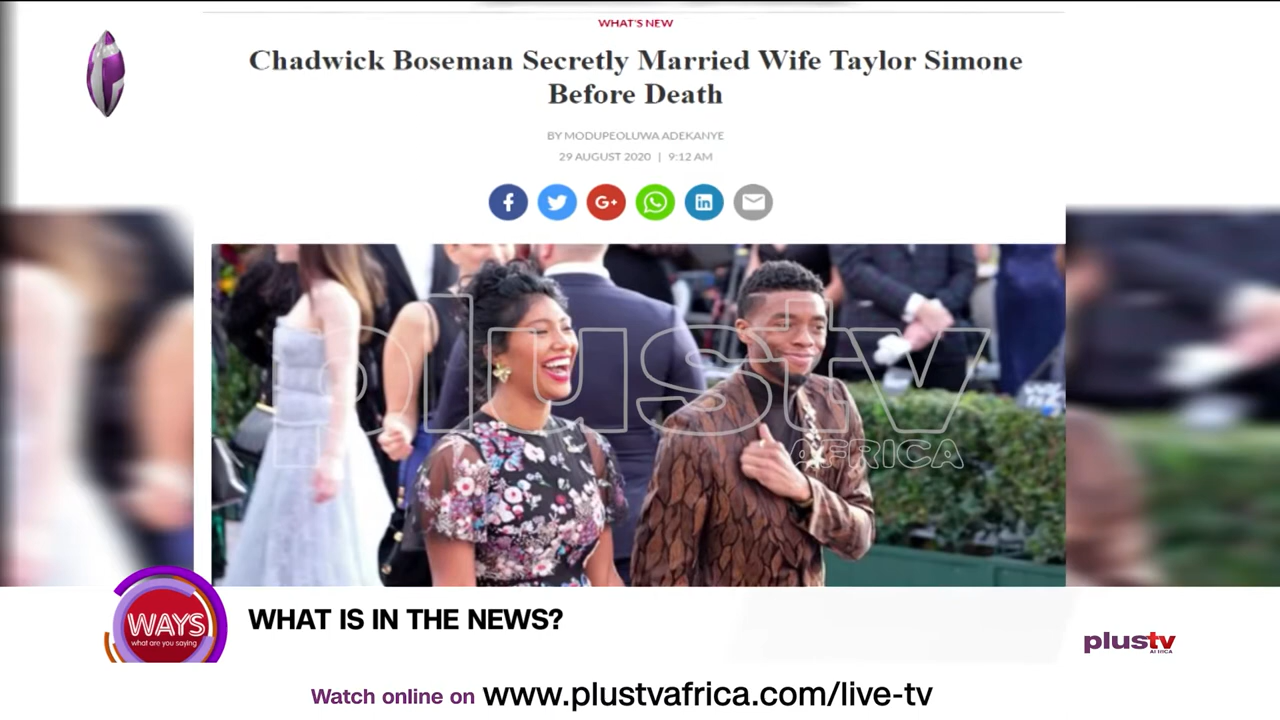 WHAT'S NEW
Chadwick Boseman Secretly Married Wife Taylor Simone
Before Death
BY MODUPEOLUWA ADEKANYE
29 AUGUST 2020 | 9:12 AM
f
G+
in
plustv
AFRICA
WAYS
what are you saying
WHAT IS IN THE NEWS?
plustv
AFRICA
Watch online on www.plustvafrica.com/live-tv